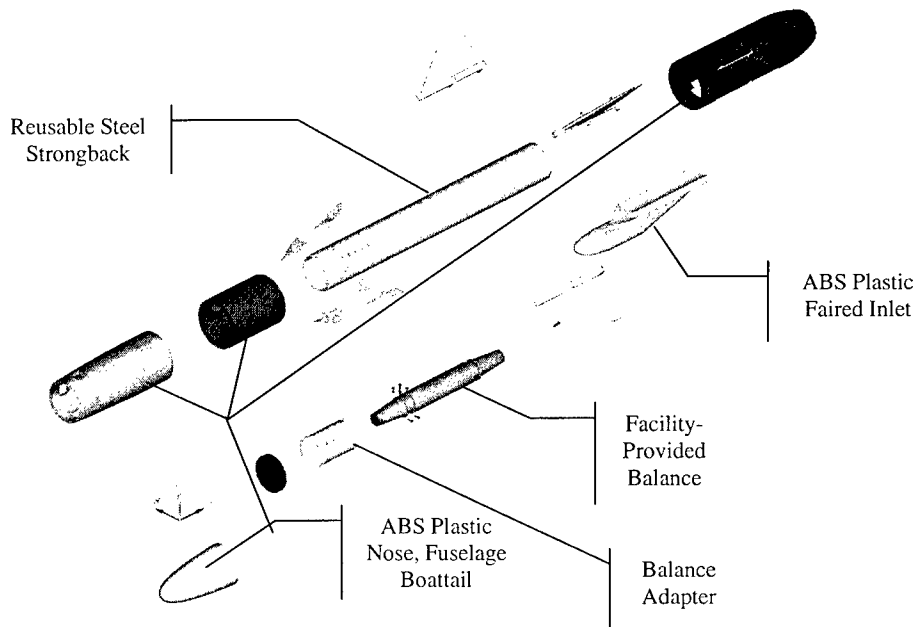 Reusable Steel
Strongback
ABS Plastic
Faired Inlet
Facility-
Provided
Balance
ABS Plastic
Nose, Fuselage
Boattail
Balance
Adapter